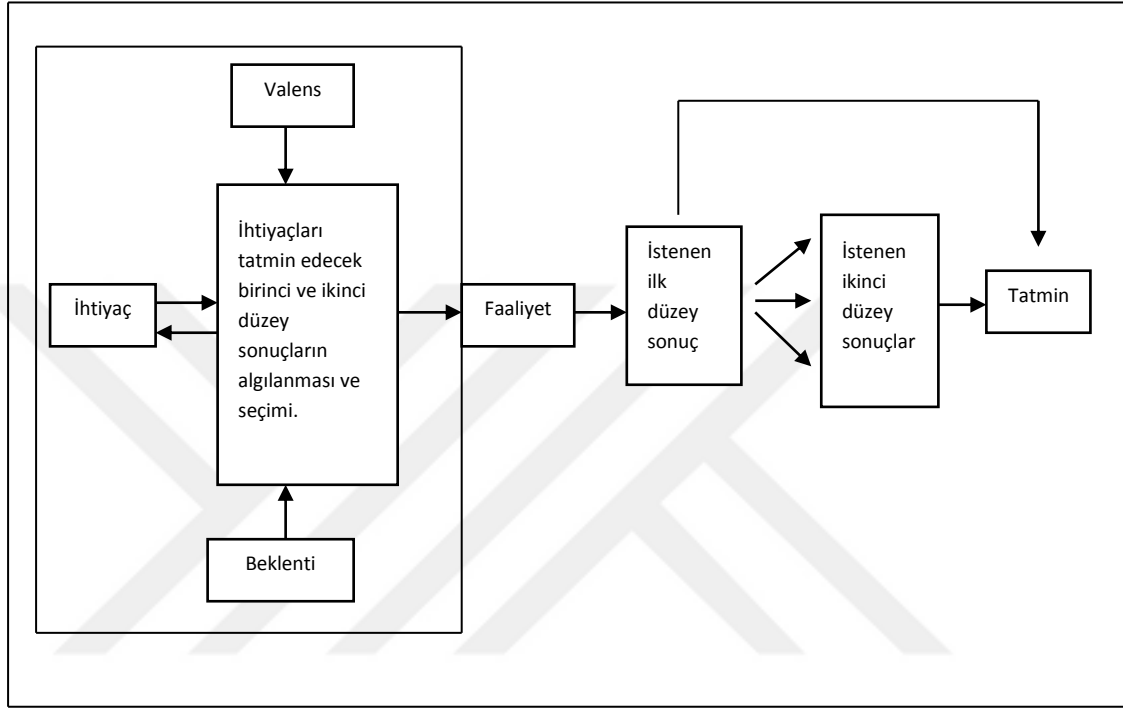 Valens
İhtiyaçları
tatmin edecek
birinci ve ikinci
düzey
sonuçların
algılanması ve
seçimi.
İhtiyaç
Beklenti
Faaliyet
İstenen
ilk
düzey
sonuç
İstenen
ikinci
düzey
sonuçlar
Tatmin